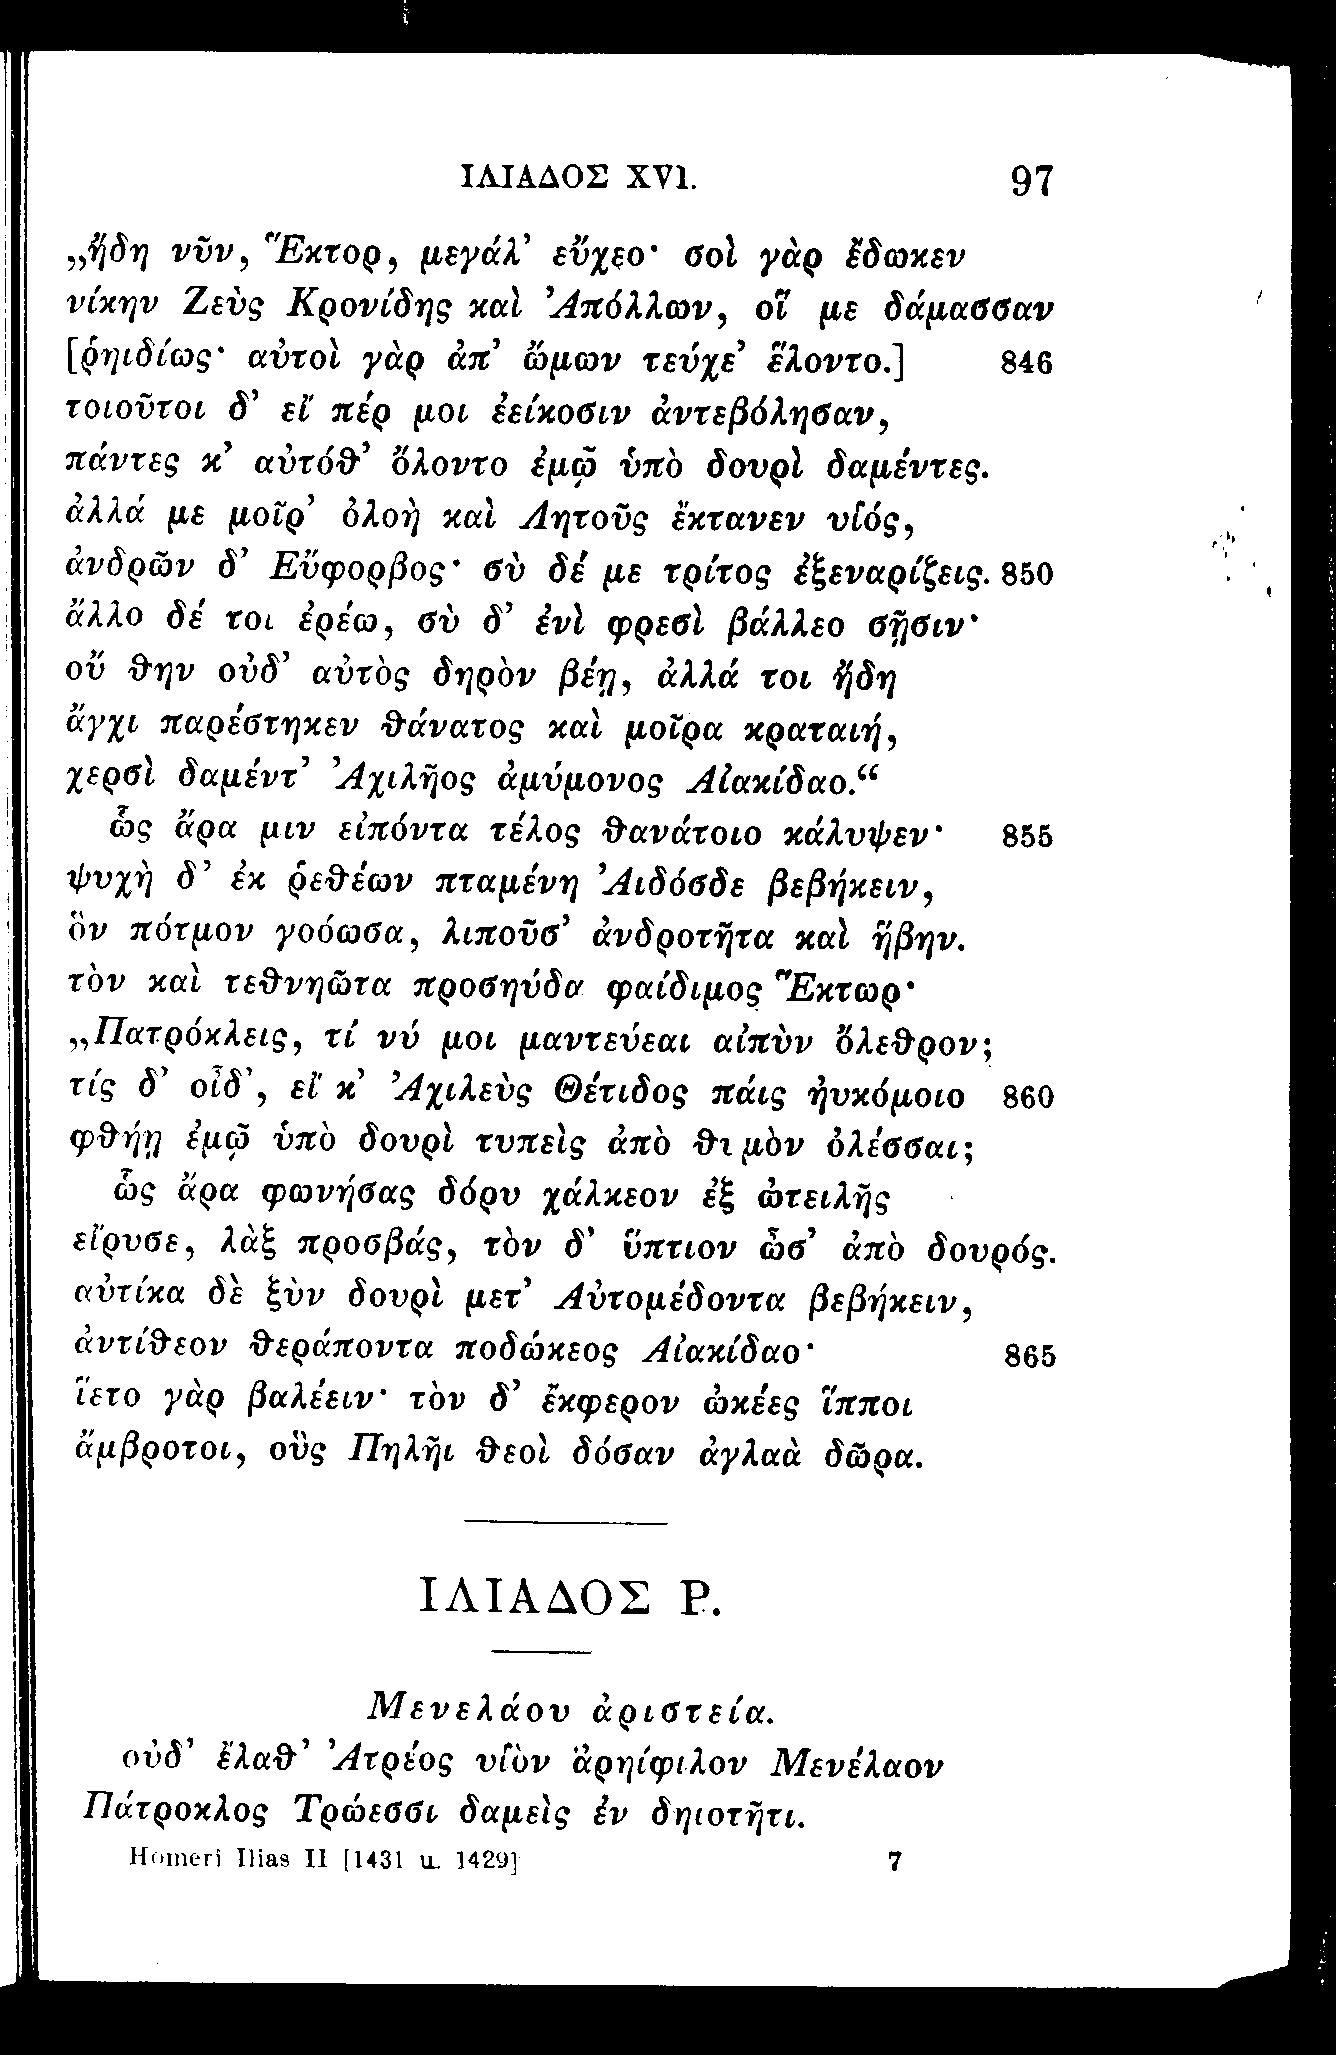 ΙΛΙΑΔΟΣ XVI. 97
„ἤδη νῦν, Ἕκτορ, μεγάλ’ εὔχεο· σοὶ γὰρ ἔδωκεν
νίκην Ζεὺς Κρονίδης καὶ Ἀπόλλων, οἵ με δάμασσαν
[ῥηιδίως· αὐτοὶ γὰρ ἀπ’ ὤμων τεύχε’ ἕλοντο.] 846
τοιοῦτοι δ’ εἴ πέρ μοι ἐείκοσιν ἀντεβόλησαν,
πάντες κ’ αὐτόθ’ ὄλοντο ἐμῷ ὑπὸ δουρὶ δαμέντες.
ἀλλά με μοῖρ’ ὀλοὴ καὶ Λητοῦς ἔκτανεν υἱός,
ἀνδρῶν δ’ Εὔφορβος· σὺ δέ με τρίτος ἐξεναρίζεις. 850
ἄλλο δέ τοι ἐρέω, σὺ δ’ ἐνὶ φρεσὶ βάλλεο σῇσιν·
οὔ θην οὐδ’ αὐτὸς δηρὸν βέῃ, ἀλλά τοι ἤδη
ἄγχι παρέστηκεν θάνατος καὶ μοῖρα κραταιή,
χερσὶ δαμέντ’ Ἀχιλῆος ἀμύμονος Αἰακίδαο.“
ὣς ἄρα μιν εἰπόντα τέλος θανάτοιο κάλυψεν· 855
ψυχὴ δ’ ἐκ ῥεθέων πταμένη Ἀιδόσδε βεβήκειν,
ὃν πότμον γοόωσα, λιποῦσ’ ἀνδροτῆτα καὶ ἥβην.
τὸν καὶ τεθνηῶτα προσηύδα φαίδιμος Ἕκτωρ·
„Πατρόκλεις, τί νύ μοι μαντεύεαι αἰπὺν ὄλεθρον;
τίς δ’ οἶδ’, εἴ κ’ Ἀχιλεὺς Θέτιδος πάις ἠυκόμοιο 860
φθήῃ ἐμῷ ὑπὸ δουρὶ τυπεὶς ἀπὸ θυμὸν ὀλέσσαι;
ὣς ἄρα φωνήσας δόρυ χάλκεον ἐξ ὠτειλῆς
εἴρυσε, λὰξ προσβάς, τὸν δ’ ὕπτιον ὦσ’ ἀπὸ δουρός.
αὐτίκα δὲ ξὺν δουρὶ μετ’ Αὐτομέδοντα βεβήκειν,
ἀντίθεον θεράποντα ποδώκεος Αἰακίδαο· 865
ἵετο γὰρ βαλέειν· τὸν δ’ ἔκφερον ὠκέες ἵπποι
ἄμβροτοι, οὓς Πηλῆι θεοὶ δόσαν ἀγλαὰ δῶρα.
ΙΛΙΑΔΟΣ Ρ.
Μενελάου ἀριστεία.
οὐδ’ ἔλαθ’ Ἀτρέος υἱὸν ἀρηίφιλον Μενέλαον
Πάτροκλος Τρώεσσι δαμεὶς ἐν δηιοτῆτι.
Homeri Ilias II [1431 u. 1429] 7